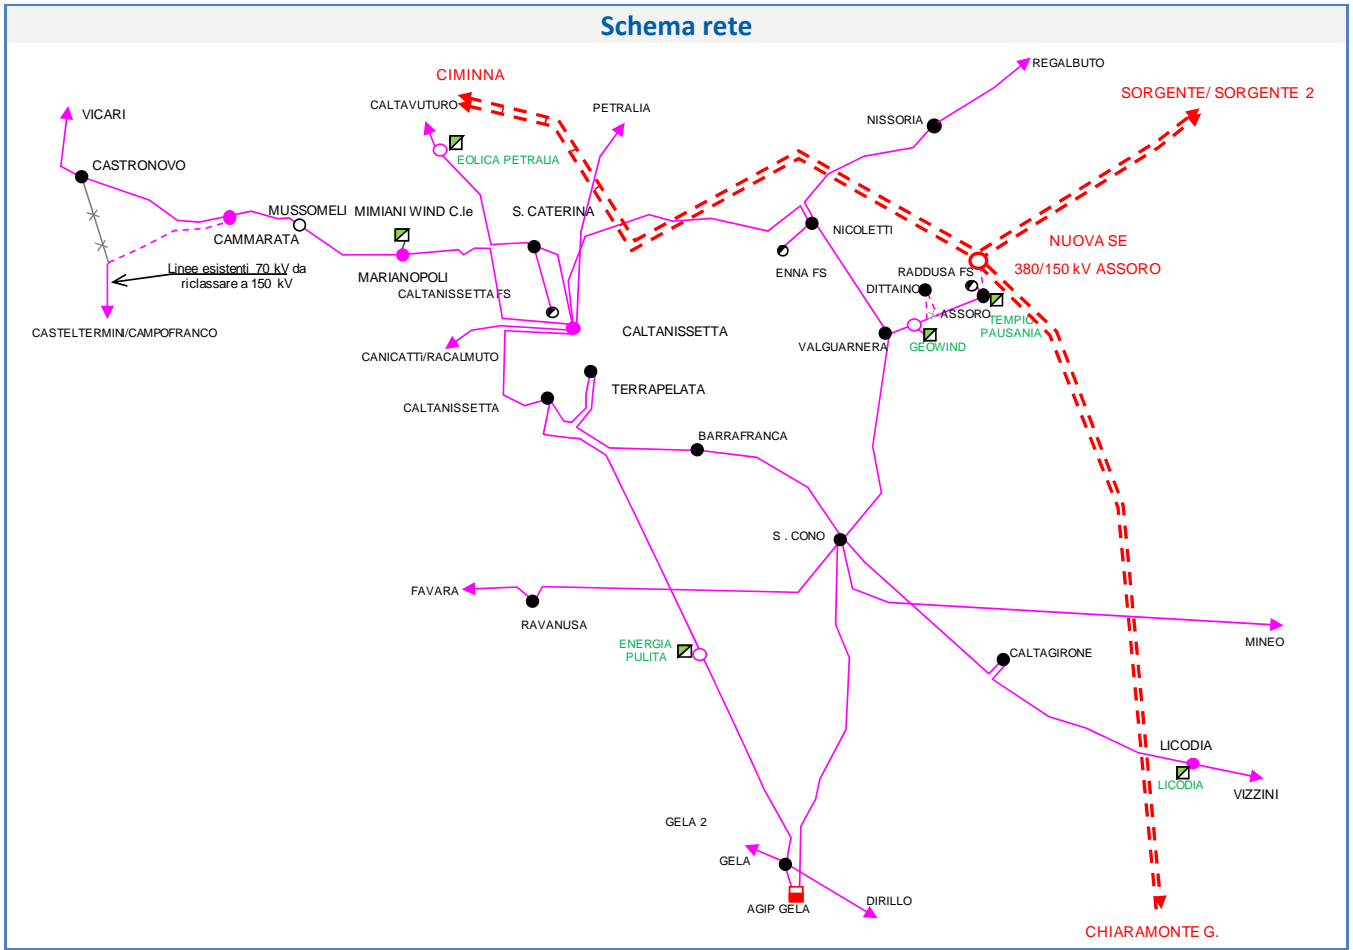 Schema rete
REGALBUTO
CIMINNA
SORGENTE/ SORGENTE 2
CALTAVUTURO
PETRALIA
VICARI
NISSORIA
EOLICA PETRALIA
CASTRONOVO
MUSSOMELI
MIMIANI WIND C.le
S. CATERINA
CAMMARATA
NICOLETTI
NUOVA SE
380/150 kV ASSORO
ENNA FS
Linee esistenti 70 kV da
riclassare a 150 kV
MARIANOPOLI
RADDUSA FS
DITTAINO
CALTANISSETTA FS
ASSORO
TEMPIO
PAUSANIA
CASTELTERMINI/CAMPOFRANCO
CALTANISSETTA
VALGUARNERA
GEOWIND
CANICATTI/RACALMUTO
TERRAPELATA
CALTANISSETTA
BARRAFRANCA
S . CONO
FAVARA
RAVANUSA
ENERGIA
PULITA
MINEO
CALTAGIRONE
LICODIA
LICODIA
VIZZINI
GELA 2
GELA
AGIP GELA
DIRILLO
CHIARAMONTE G.